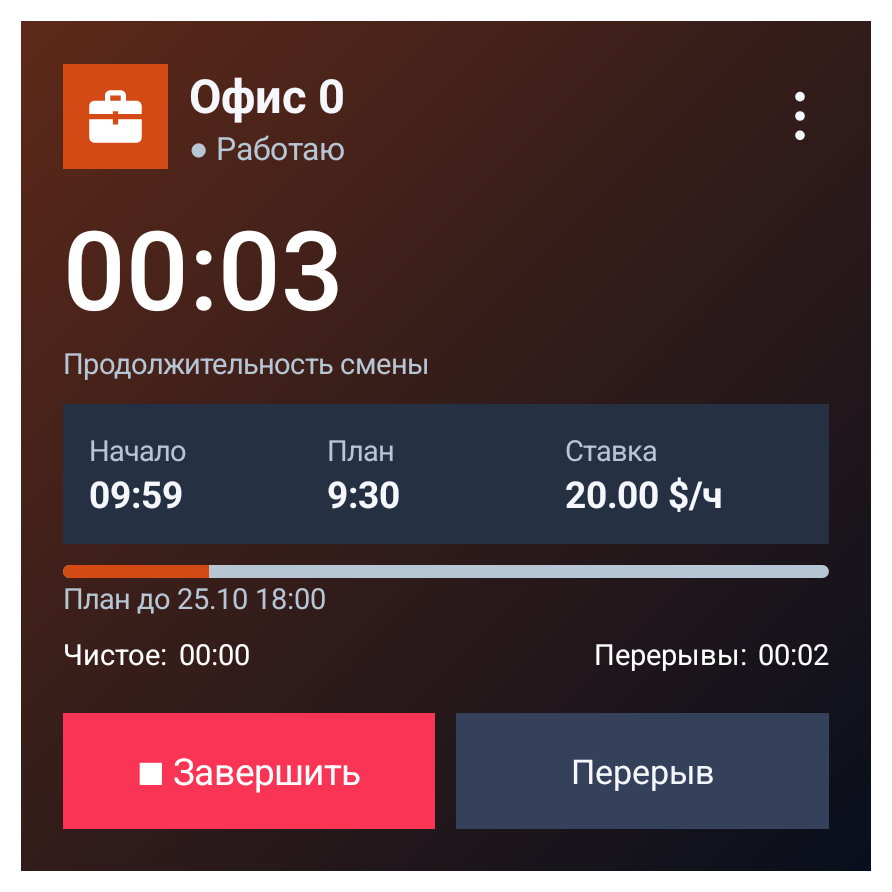 Офис 0
● Работаю
00:03
Продолжительность смены
Начало План Ставка
09:59 9:30 20.00 $/ч
План до 25.10 18:00
Чистое: 00:00 Перерывы: 00:02
■ Завершить Перерыв